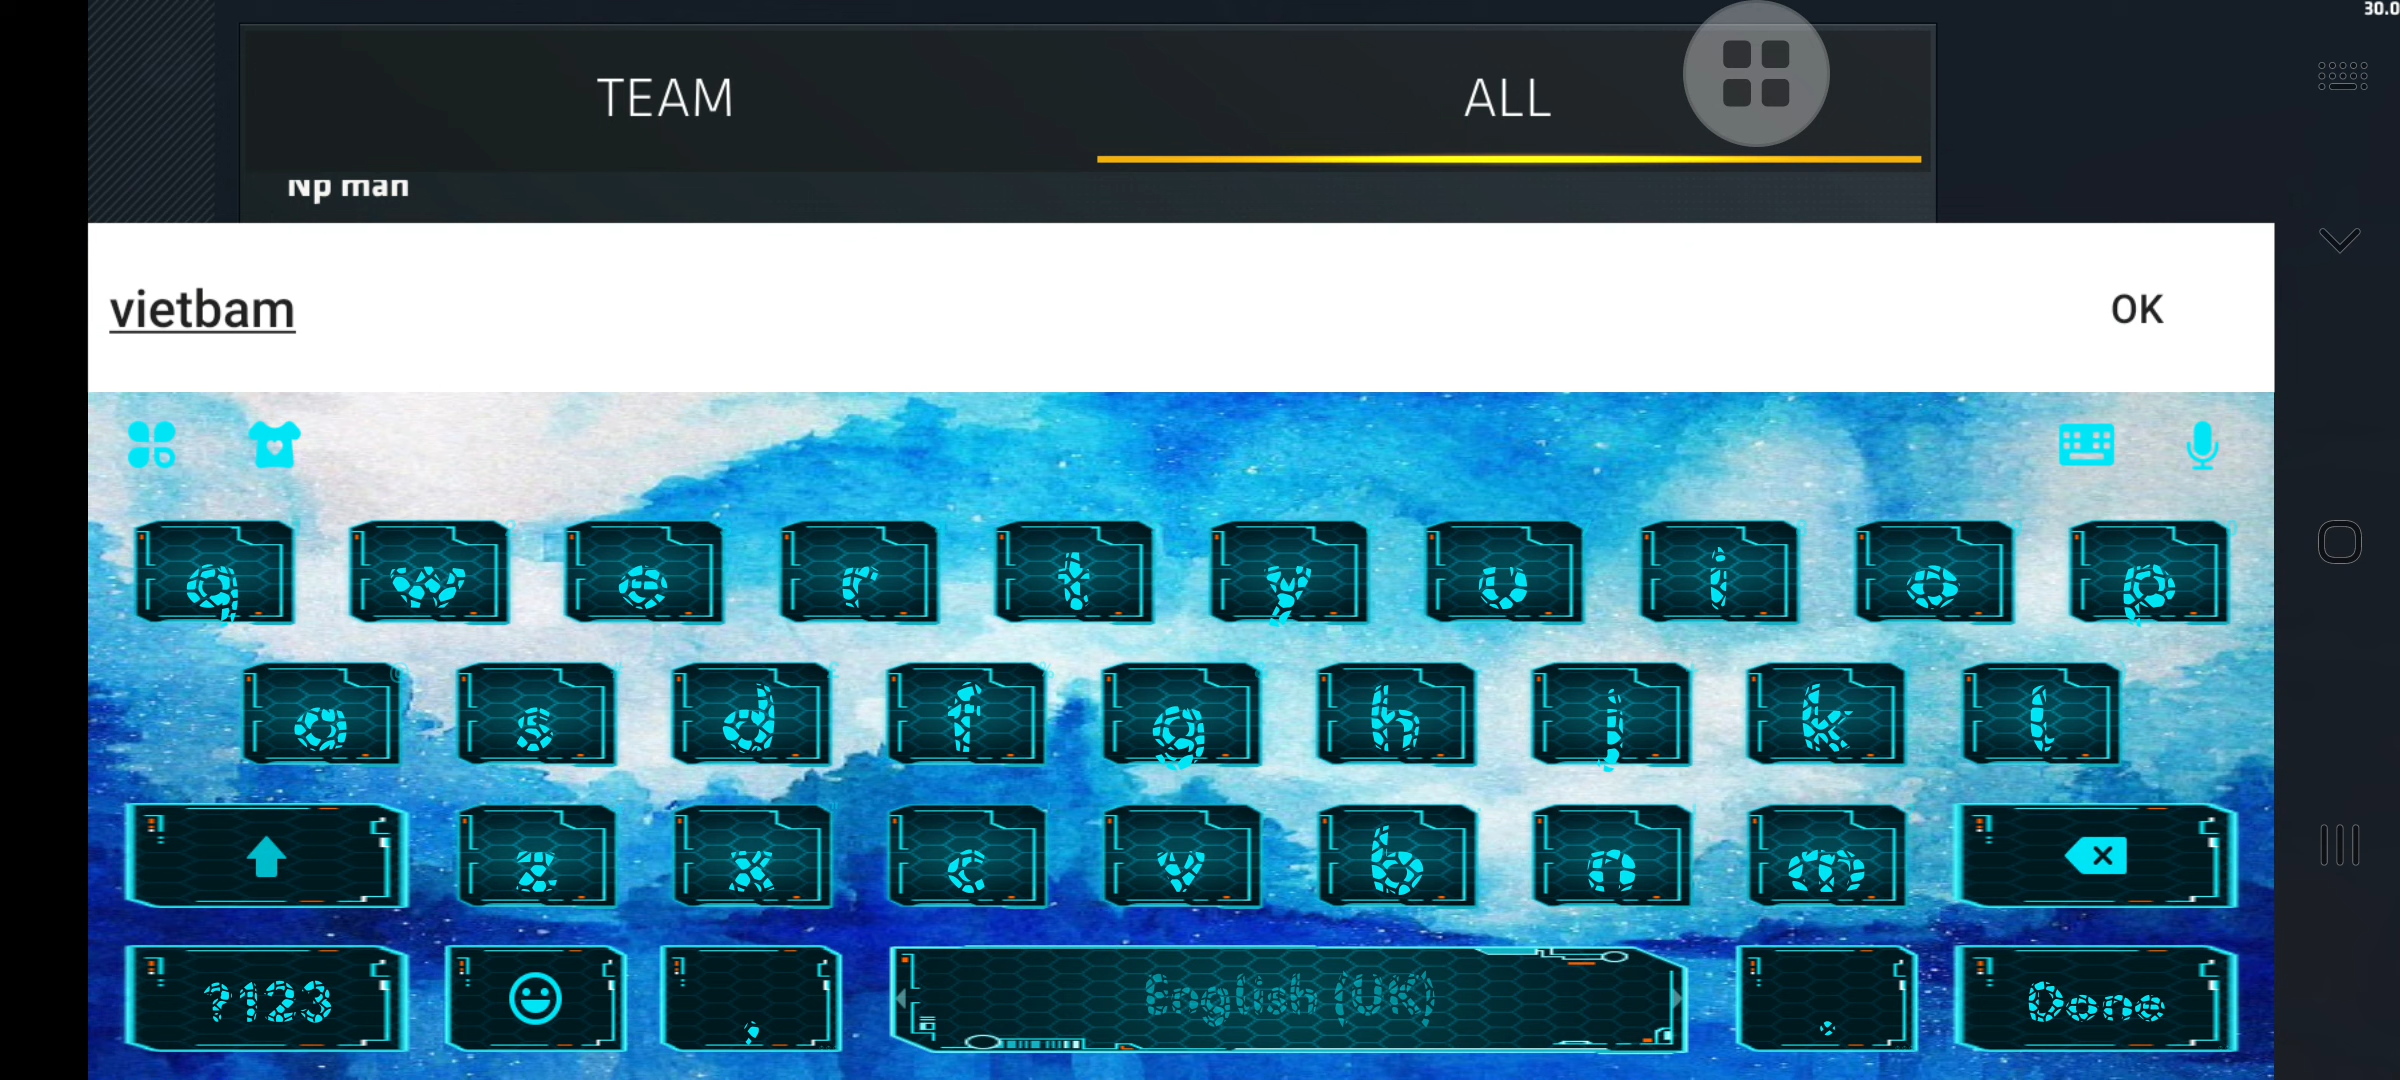 30.0
TEAM ALL
Np man
vietbam OK
q w e r t y u i o p
a s d f g h j k l
z x c v b n m
?123 , English (UK) . Done